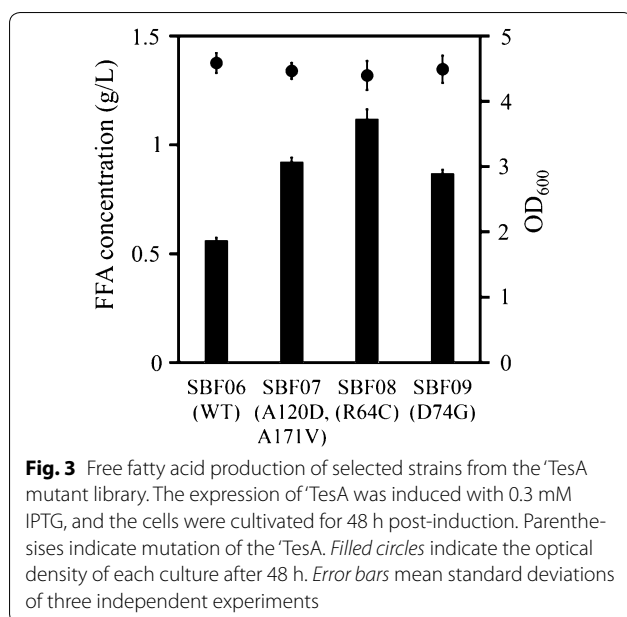 1.5
1
0.5
0
FFA concentration (g/L)
5
4
3
2
1
0
OD600
SBF06 SBF07 SBF08 SBF09
(WT) (A120D, (R64C) (D74G)
A171V)
Fig. 3 Free fatty acid production of selected strains from the ‘TesA
mutant library. The expression of ‘TesA was induced with 0.3 mM
IPTG, and the cells were cultivated for 48 h post-induction. Parenthe-
sises indicate mutation of the ‘TesA. Filled circles indicate the optical
density of each culture after 48 h. Error bars mean standard deviations
of three independent experiments